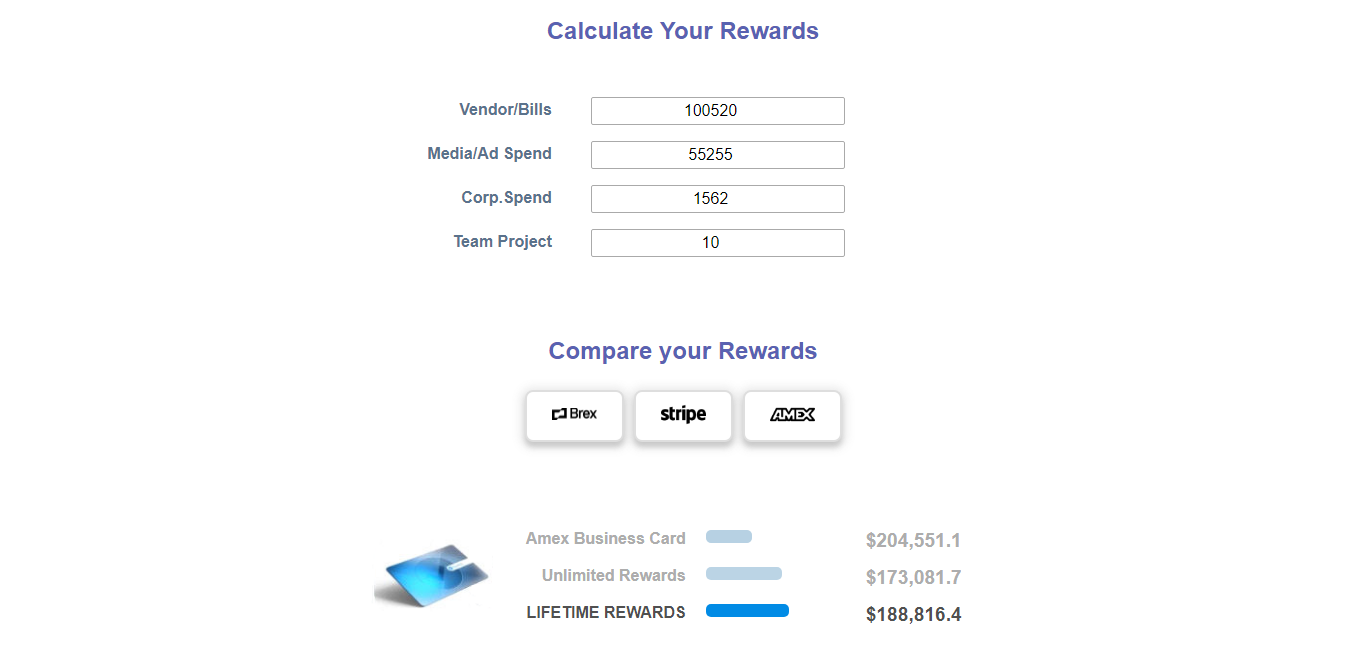 Calculate Your Rewards
Vendor/Bills 100520
Media/Ad Spend 55255
Corp.Spend 1562
Team Project 10
Compare your Rewards
Brex stripe AMEX
Amex Business Card $204,551.1
Unlimited Rewards $173,081.7
LIFETIME REWARDS $188,816.4